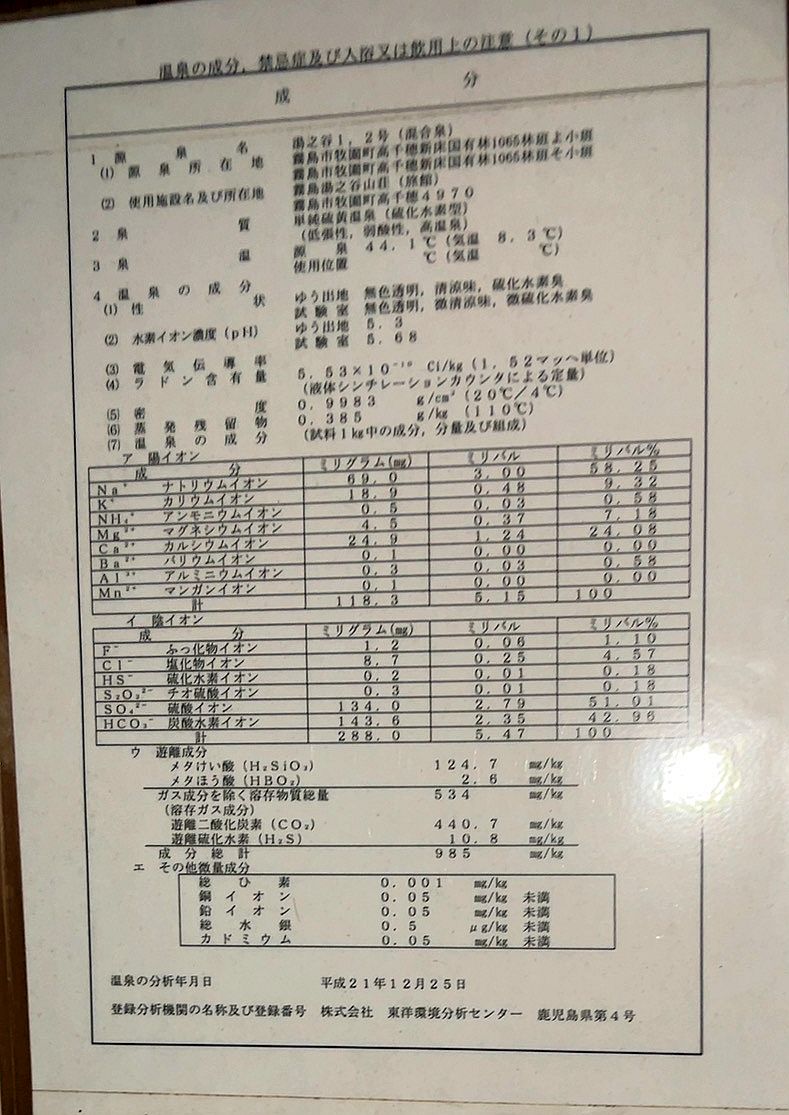 温泉の成分，禁忌症及び入浴又は飲用上の注意（その1）
成　　　　分
1　源　泉　名　湯之谷1，2号（混合泉）
(1)　源泉所在地　霧島市牧園町高千穂新床国有林1065林班よ小班
霧島市牧園町高千穂新床国有林1065林班そ小班
(2)　使用施設名及び所在地　霧島湯之谷山荘（旅館）
霧島市牧園町高千穂4970
2　泉　質　単純硫黄温泉（硫化水素型）
（低張性，弱酸性，高温泉）
3　泉　温　源　泉　44．1℃（気温　8．3℃）
使用位置　　℃（気温　　℃）
4　温泉の成分
(1)　性　状　ゆう出地　無色透明，清涼味，硫化水素臭
試験室　無色透明，微清涼味，微硫化水素臭
(2)　水素イオン濃度（pH）　ゆう出地　5．3
試験室　5．68
(3)　電気伝導率
(4)　ラドン含有量　5．53×10⁻¹⁰　Ci/kg（1．52マッヘ単位）
（液体シンチレーションカウンタによる定量）
(5)　密　度　0．9983　g/cm³（20℃／4℃）
(6)　蒸発残留物　0．385　g/kg（110℃）
(7)　温泉の成分　（試料1kg中の成分，分量及び組成）
ア　陽イオン
成　分　ミリグラム(mg)　ミリバル　ミリバル%
Na⁺　ナトリウムイオン　69．0　3．00　58．25
K⁺　カリウムイオン　18．9　0．48　9．32
NH₄⁺　アンモニウムイオン　0．5　0．03　0．58
Mg²⁺　マグネシウムイオン　4．5　0．37　7．18
Ca²⁺　カルシウムイオン　24．9　1．24　24．08
Ba²⁺　バリウムイオン　0．1　0．00　0．00
Al³⁺　アルミニウムイオン　0．3　0．03　0．58
Mn²⁺　マンガンイオン　0．1　0．00　0．00
計　118．3　5．15　100
イ　陰イオン
成　分　ミリグラム(mg)　ミリバル　ミリバル%
F⁻　ふっ化物イオン　1．2　0．06　1．10
Cl⁻　塩化物イオン　8．7　0．25　4．57
HS⁻　硫化水素イオン　0．2　0．01　0．18
S₂O₃²⁻　チオ硫酸イオン　0．3　0．01　0．18
SO₄²⁻　硫酸イオン　134．0　2．79　51．01
HCO₃⁻　炭酸水素イオン　143．6　2．35　42．96
計　288．0　5．47　100
ウ　遊離成分
メタけい酸（H₂SiO₃）　124．7　mg/kg
メタほう酸（HBO₂）　2．6　mg/kg
ガス成分を除く溶存物質総量　534　mg/kg
（溶存ガス成分）
遊離二酸化炭素（CO₂）　440．7　mg/kg
遊離硫化水素（H₂S）　10．8　mg/kg
成分総計　985　mg/kg
エ　その他微量成分
総ひ素　0．001　mg/kg
銅イオン　0．05　mg/kg　未満
鉛イオン　0．05　mg/kg　未満
総水銀　0．5　μg/kg　未満
カドミウム　0．05　mg/kg　未満
温泉の分析年月日　平成21年12月25日
登録分析機関の名称及び登録番号　株式会社　東洋環境分析センター　鹿児島県第4号